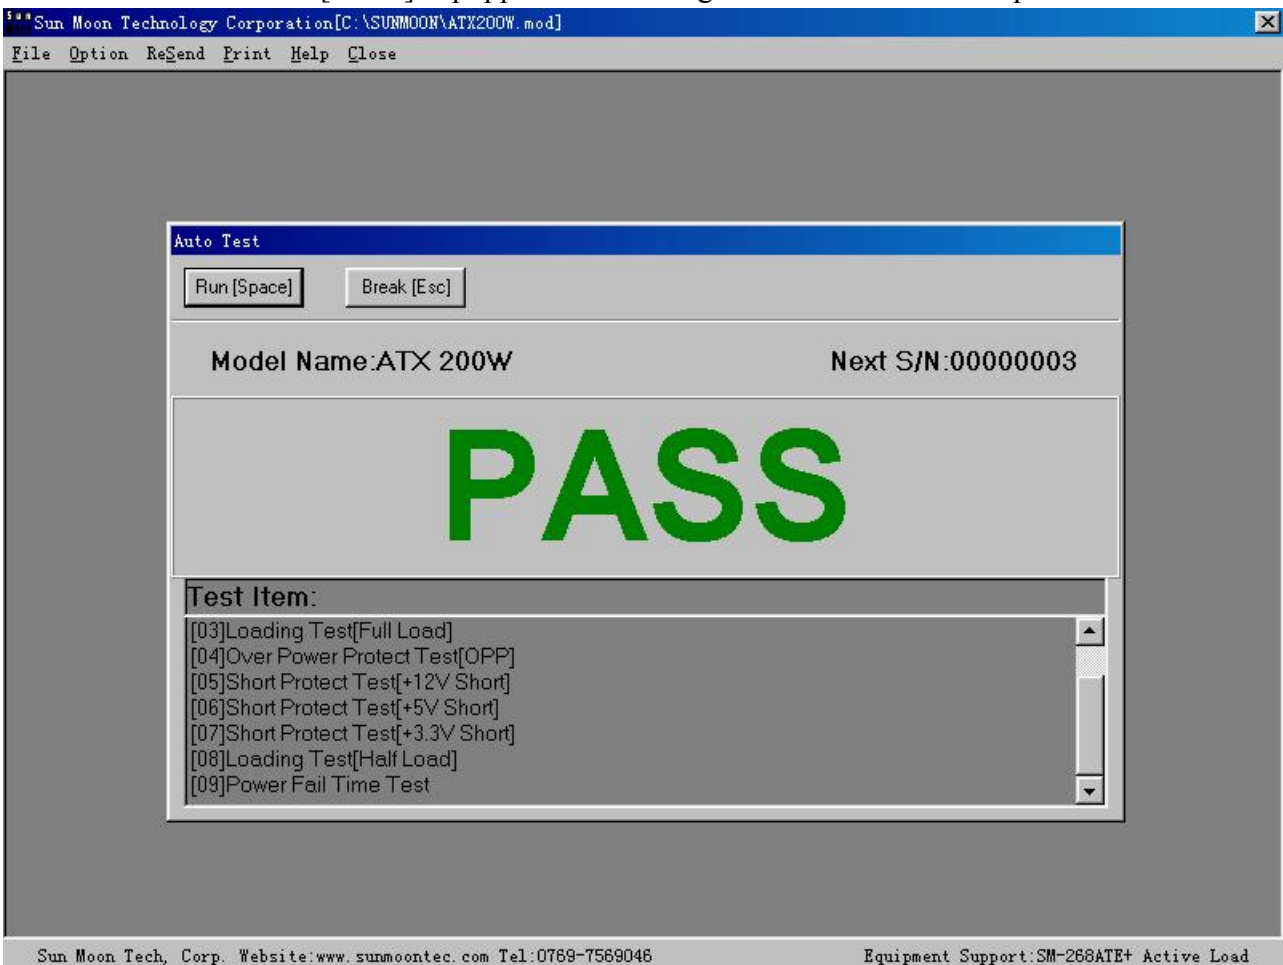 Sun Moon Technology Corporation[C:\SUNMOON\ATX200W.mod]
File Option ReSend Print Help Close
Auto Test
Run [Space] Break [Esc]
Model Name:ATX 200W Next S/N:00000003
PASS
Test Item:
[03]Loading Test[Full Load]
[04]Over Power Protect Test[OPP]
[05]Short Protect Test[+12V Short]
[06]Short Protect Test[+5V Short]
[07]Short Protect Test[+3.3V Short]
[08]Loading Test[Half Load]
[09]Power Fail Time Test
Sun Moon Tech, Corp. Website:www.sunmoontec.com Tel:0769-7569046 Equipment Support:SM-268ATE+ Active Load